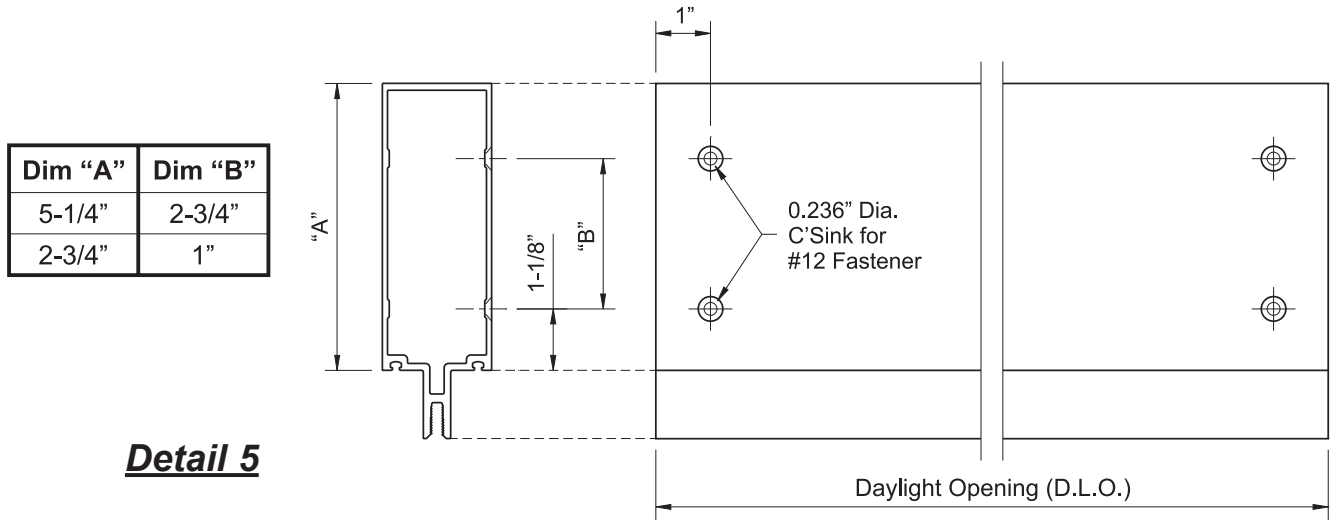 1”
Dim “A” Dim “B”
5-1/4” 2-3/4”
2-3/4” 1”
“A”
1-1/8”
“B”
0.236” Dia.
C’Sink for
#12 Fastener
Detail 5
Daylight Opening (D.L.O.)